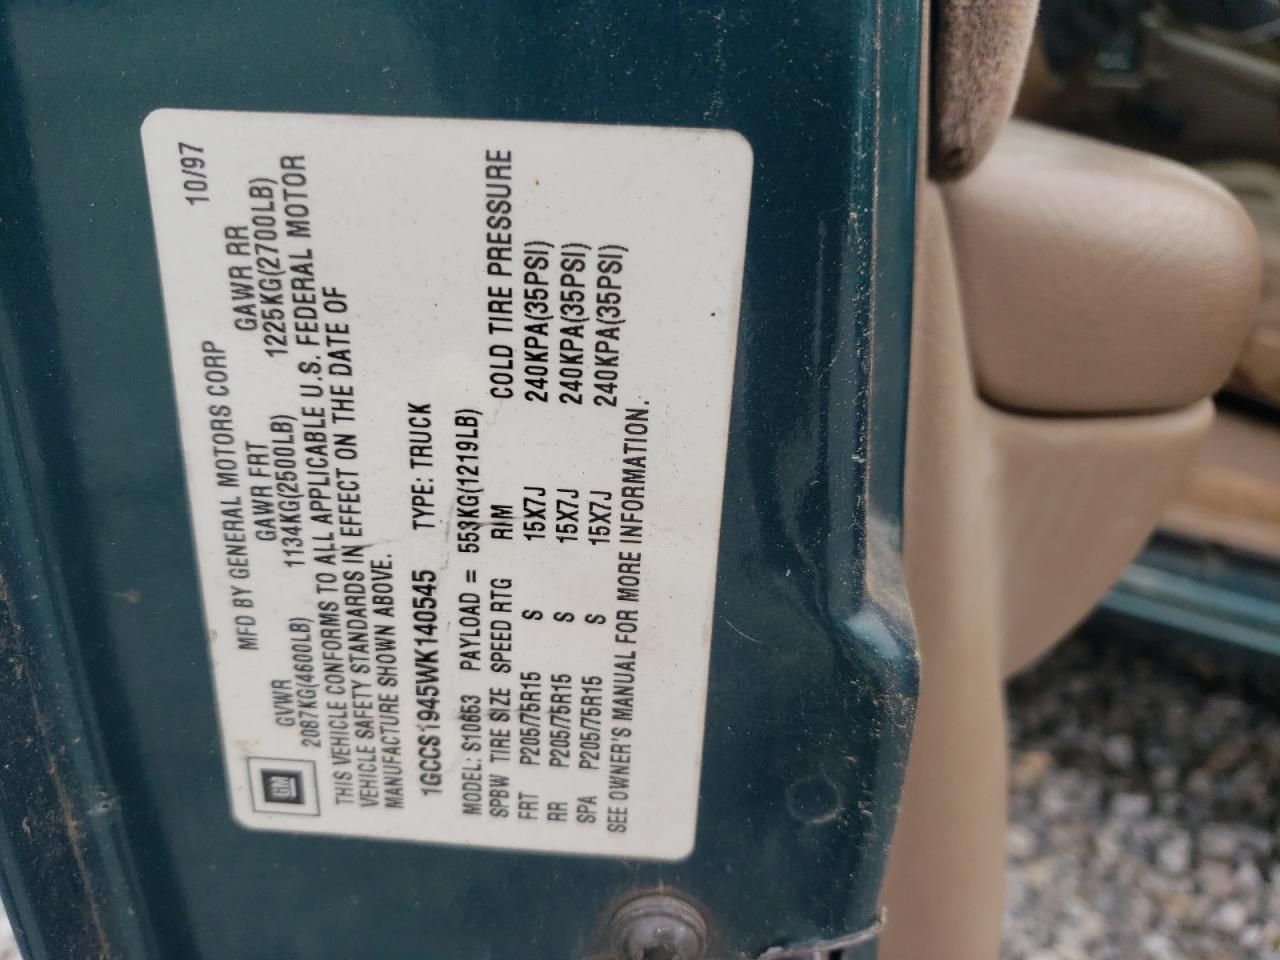 MFD BY GENERAL MOTORS CORP 10/97
GM
GVWR GAWR FRT GAWR RR
2087KG(4600LB) 1134KG(2500LB) 1225KG(2700LB)
THIS VEHICLE CONFORMS TO ALL APPLICABLE U.S. FEDERAL MOTOR
VEHICLE SAFETY STANDARDS IN EFFECT ON THE DATE OF
MANUFACTURE SHOWN ABOVE.
1GCCS1945WK140545 TYPE: TRUCK
MODEL: S10653 PAYLOAD = 553KG(1219LB)
SPBW TIRE SIZE SPEED RTG RIM COLD TIRE PRESSURE
FRT P205/75R15 S 15X7J 240KPA(35PSI)
RR P205/75R15 S 15X7J 240KPA(35PSI)
SPA P205/75R15 S 15X7J 240KPA(35PSI)
SEE OWNER'S MANUAL FOR MORE INFORMATION.